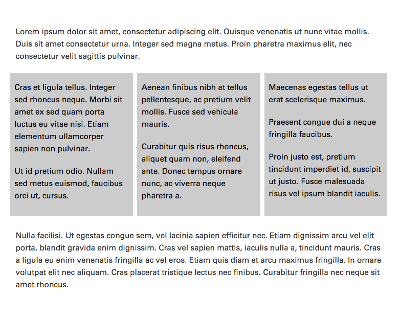 Lorem ipsum dolor sit amet, consectetur adipiscing elit. Quisque venenatis ut nunc vitae mollis.
Duis sit amet consectetur urna. Integer sed magna metus. Proin pharetra maximus elit, nec
consectetur velit sagittis pulvinar.
Cras et ligula tellus. Integer
sed rhoncus neque. Morbi sit
amet ex sed quam porta
luctus eu vitae nisi. Etiam
elementum ullamcorper
sapien non pulvinar.
Ut id pretium odio. Nullam
sed metus euismod, faucibus
orci ut, cursus.
Aenean finibus nibh at tellus
pellentesque, ac pretium velit
mollis. Fusce sed vehicula
mauris.
Curabitur quis risus rhoncus,
aliquet quam non, eleifend
ante. Donec tempus ornare
nunc, ac viverra neque
pharetra a.
Maecenas egestas tellus ut
erat scelerisque maximus.
Praesent congue dui a neque
fringilla faucibus.
Proin justo est, pretium
tincidunt imperdiet id, suscipit
ut justo. Fusce malesuada
risus vel ipsum blandit iaculis.
Nulla facilisi. Ut egestas congue sem, vel lacinia sapien efficitur nec. Etiam dignissim arcu vel elit
porta, blandit gravida enim dignissim. Cras vel sapien mattis, iaculis nulla a, tincidunt mauris. Cras
a ligula eu enim venenatis fringilla ac vel eros. Etiam quis diam et arcu maximus fringilla. In ornare
volutpat elit nec aliquam. Cras placerat tristique lectus nec finibus. Curabitur fringilla nec neque sit
amet rhoncus.